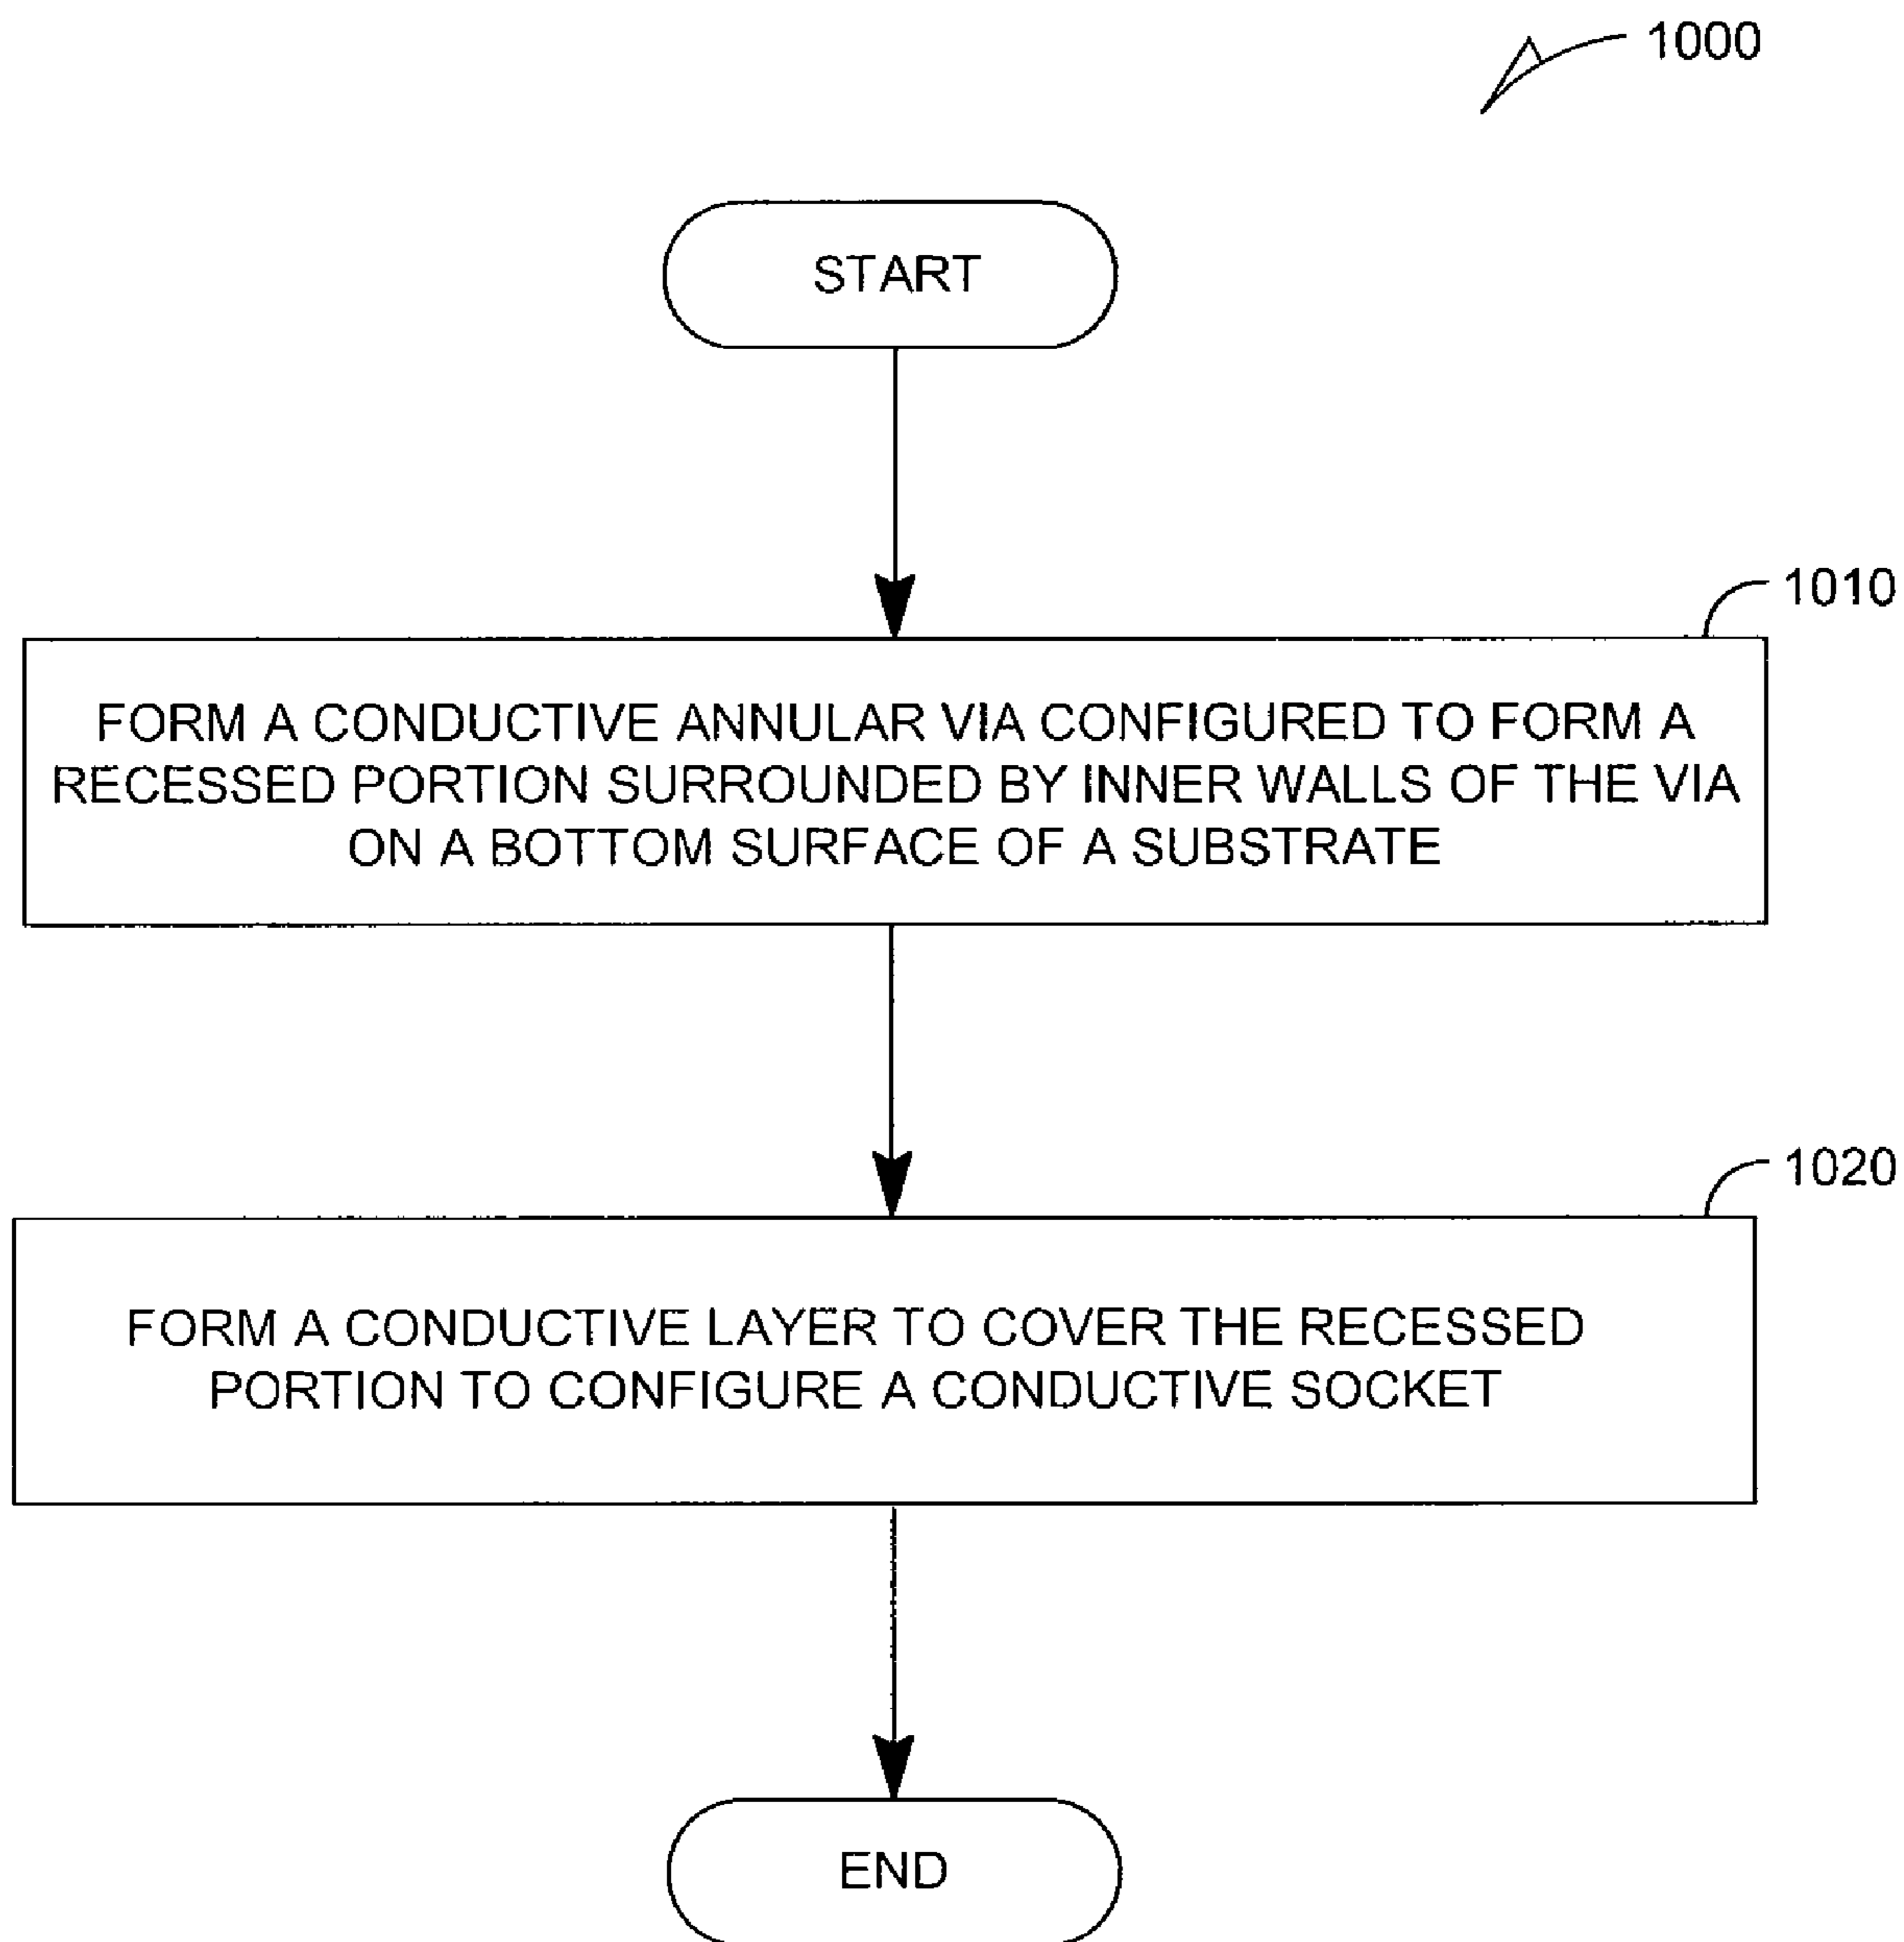 1000
START
1010
FORM A CONDUCTIVE ANNULAR VIA CONFIGURED TO FORM A
RECESSED PORTION SURROUNDED BY INNER WALLS OF THE VIA
ON A BOTTOM SURFACE OF A SUBSTRATE
1020
FORM A CONDUCTIVE LAYER TO COVER THE RECESSED
PORTION TO CONFIGURE A CONDUCTIVE SOCKET
END